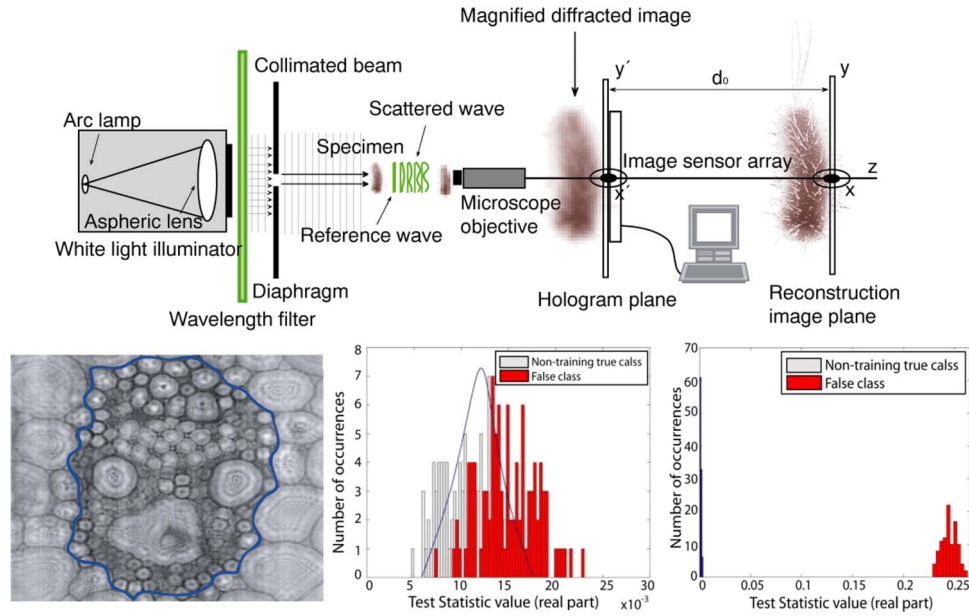 Magnified diffracted image
Collimated beam
Scattered wave
Arc lamp
Specimen
y´
d₀
y
Image sensor array
z
x´
x
Aspheric lens
Microscope
objective
White light illuminator
Reference wave
Diaphragm
Hologram plane
Reconstruction
image plane
Wavelength filter
Number of occurrences
8
7
6
5
4
3
2
1
0
Non-training true calss
False class
0
5
10
15
20
30
Test Statistic value (real part)
×10⁻³
Number of occurrences
70
60
50
40
30
20
10
0
Non-training true calss
False class
0
0.05
0.1
0.15
0.22
0.25
Test Statistic value (real part)